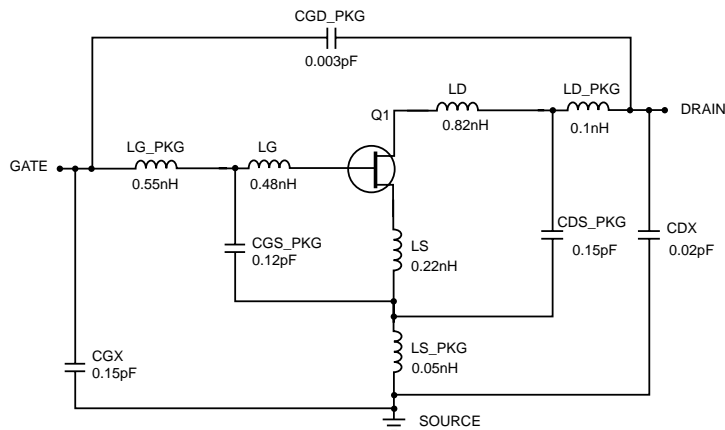 CGD_PKG
0.003pF
LD
LD_PKG
Q1
DRAIN
0.82nH
0.1nH
LG_PKG
LG
GATE
0.55nH
0.48nH
CGS_PKG
0.12pF
LS
0.22nH
CDS_PKG
0.15pF
CDX
0.02pF
LS_PKG
0.05nH
CGX
0.15pF
SOURCE